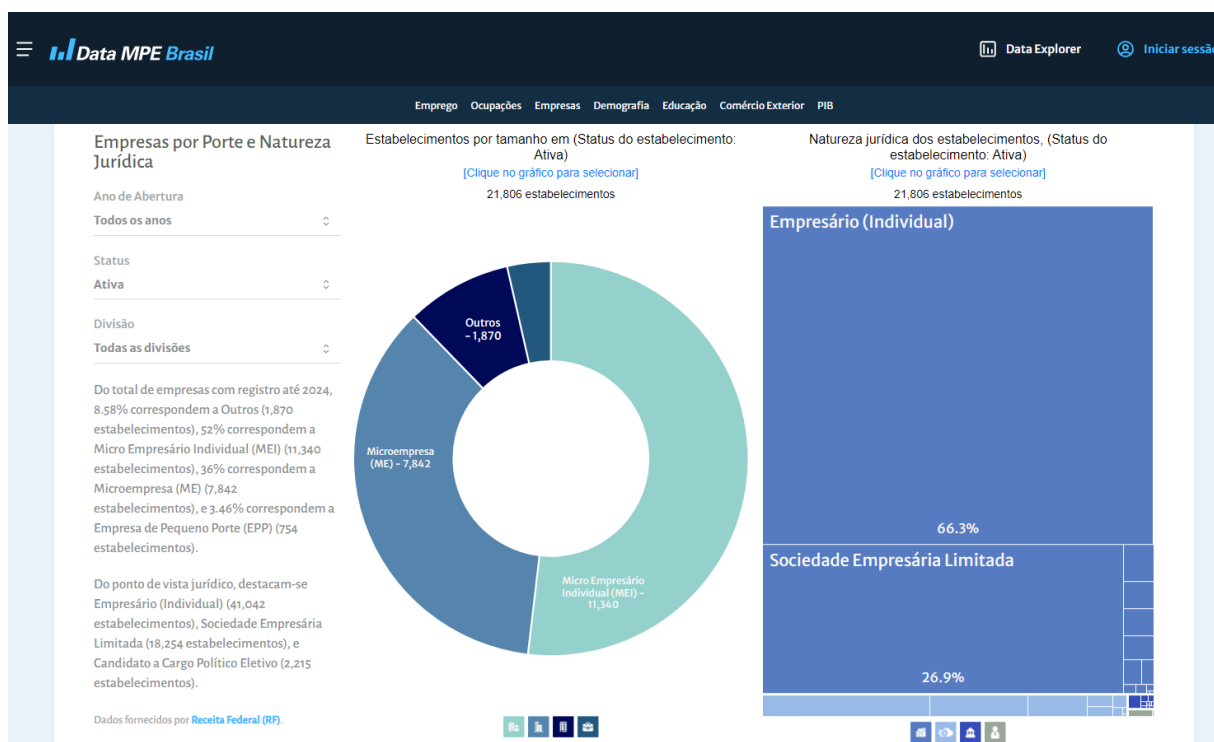 Data MPE Brasil
Data Explorer
Iniciar sessã
Emprego Ocupações Empresas Demografia Educação Comércio Exterior PIB
Empresas por Porte e Natureza
Jurídica
Ano de Abertura
Todos os anos
Status
Ativa
Divisão
Todas as divisões
Do total de empresas com registro até 2024,
8.58% correspondem a Outros (1,870
estabelecimentos), 52% correspondem a
Micro Empresário Individual (MEI) (11,340
estabelecimentos), 36% correspondem a
Microempresa (ME) (7,842
estabelecimentos), e 3.46% correspondem a
Empresa de Pequeno Porte (EPP) (754
estabelecimentos).
Do ponto de vista jurídico, destacam-se
Empresário (Individual) (41,042
estabelecimentos), Sociedade Empresária
Limitada (18,254 estabelecimentos), e
Candidato a Cargo Político Eletivo (2,215
estabelecimentos).
Dados fornecidos por Receita Federal (RF).
Estabelecimentos por tamanho em (Status do estabelecimento:
Ativa)
[Clique no gráfico para selecionar]
21,806 estabelecimentos
Outros
– 1,870
Microempresa
(ME) – 7,842
Micro Empresário
Individual (MEI) –
11,340
Natureza jurídica dos estabelecimentos, (Status do
estabelecimento: Ativa)
[Clique no gráfico para selecionar]
21,806 estabelecimentos
Empresário (Individual)
66.3%
Sociedade Empresária Limitada
26.9%